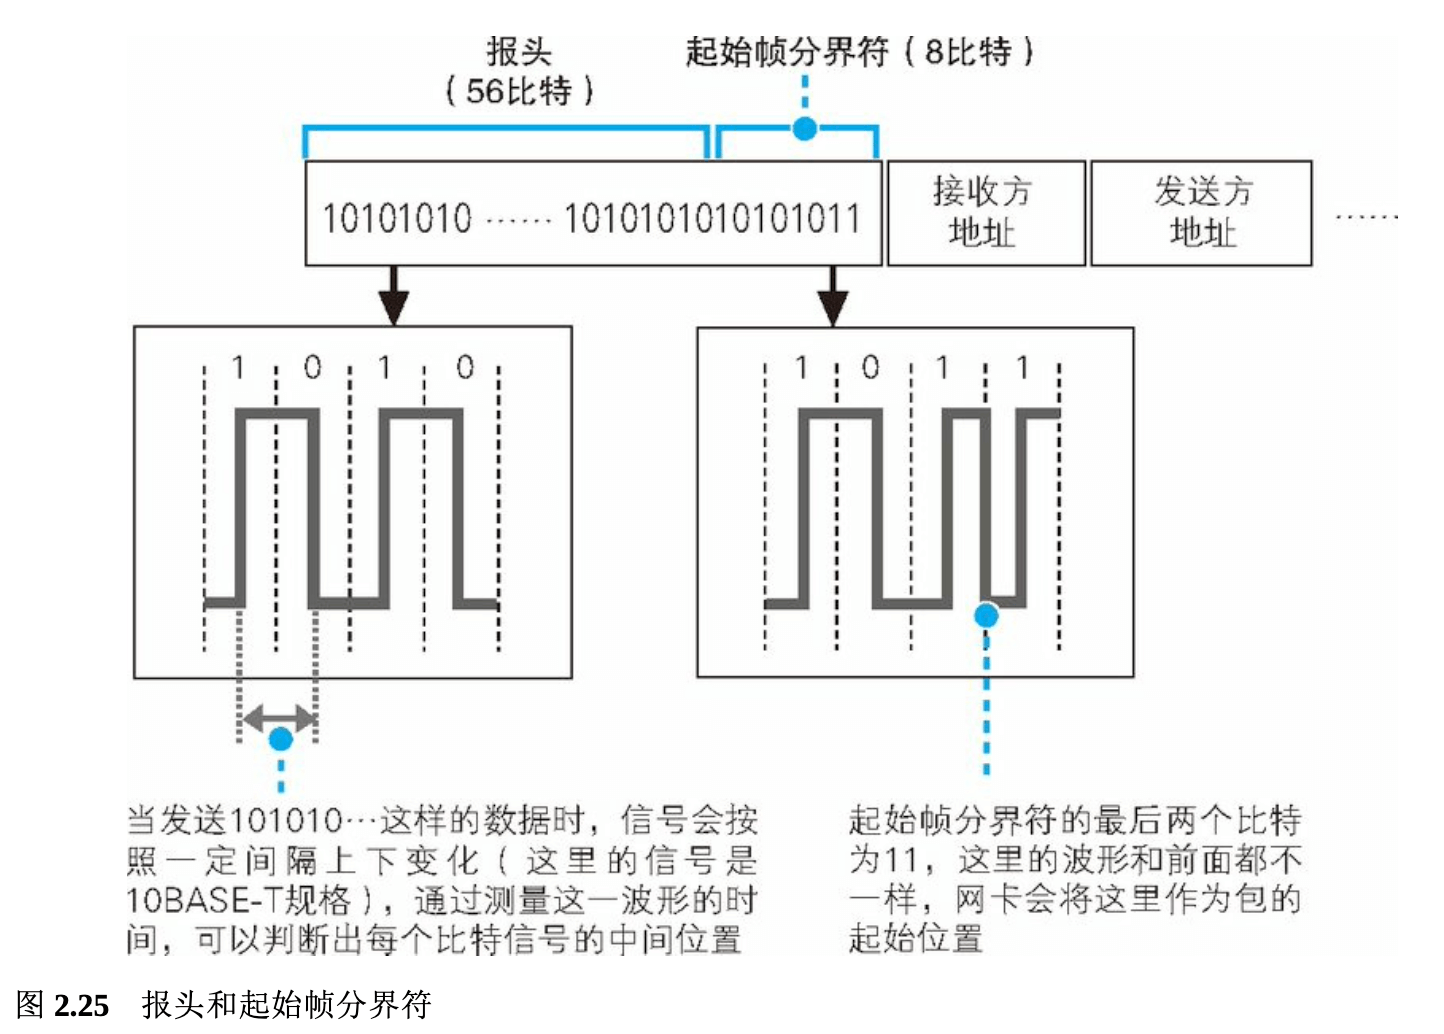 报头
（56比特）
起始帧分界符（8比特）
10101010 …… 1010101010101011
接收方
地址
发送方
地址
……
1 0 1 0
1 0 1 1
当发送101010…这样的数据时，信号会按
照一定间隔上下变化（这里的信号是
10BASE-T规格），通过测量这一波形的时
间，可以判断出每个比特信号的中间位置
起始帧分界符的最后两个比特
为11，这里的波形和前面都不
一样，网卡会将这里作为包的
起始位置
图 2.25 报头和起始帧分界符